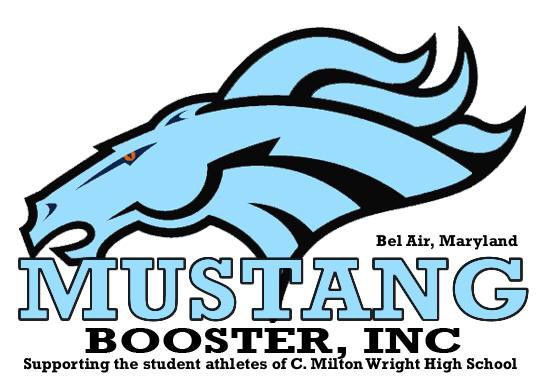 Bel Air, Maryland
MUSTANG
BOOSTER, INC
Supporting the student athletes of C. Milton Wright High School